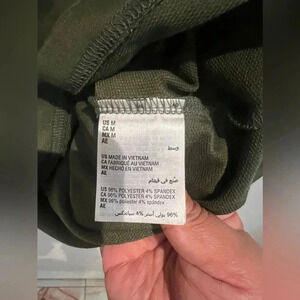 US M
CA M
MX M
AE
وسط
US MADE IN VIETNAM
CA FABRIQUÉ AU VIETNAM
MX HECHO EN VIETNAM
AE
صنع في فيتنام
US 96% POLYESTER 4% SPANDEX
CA 96% POLYESTER 4% SPANDEX
MX 96% poliéster 4% spandex
AE
96% بولي أستر 4% سباندكس